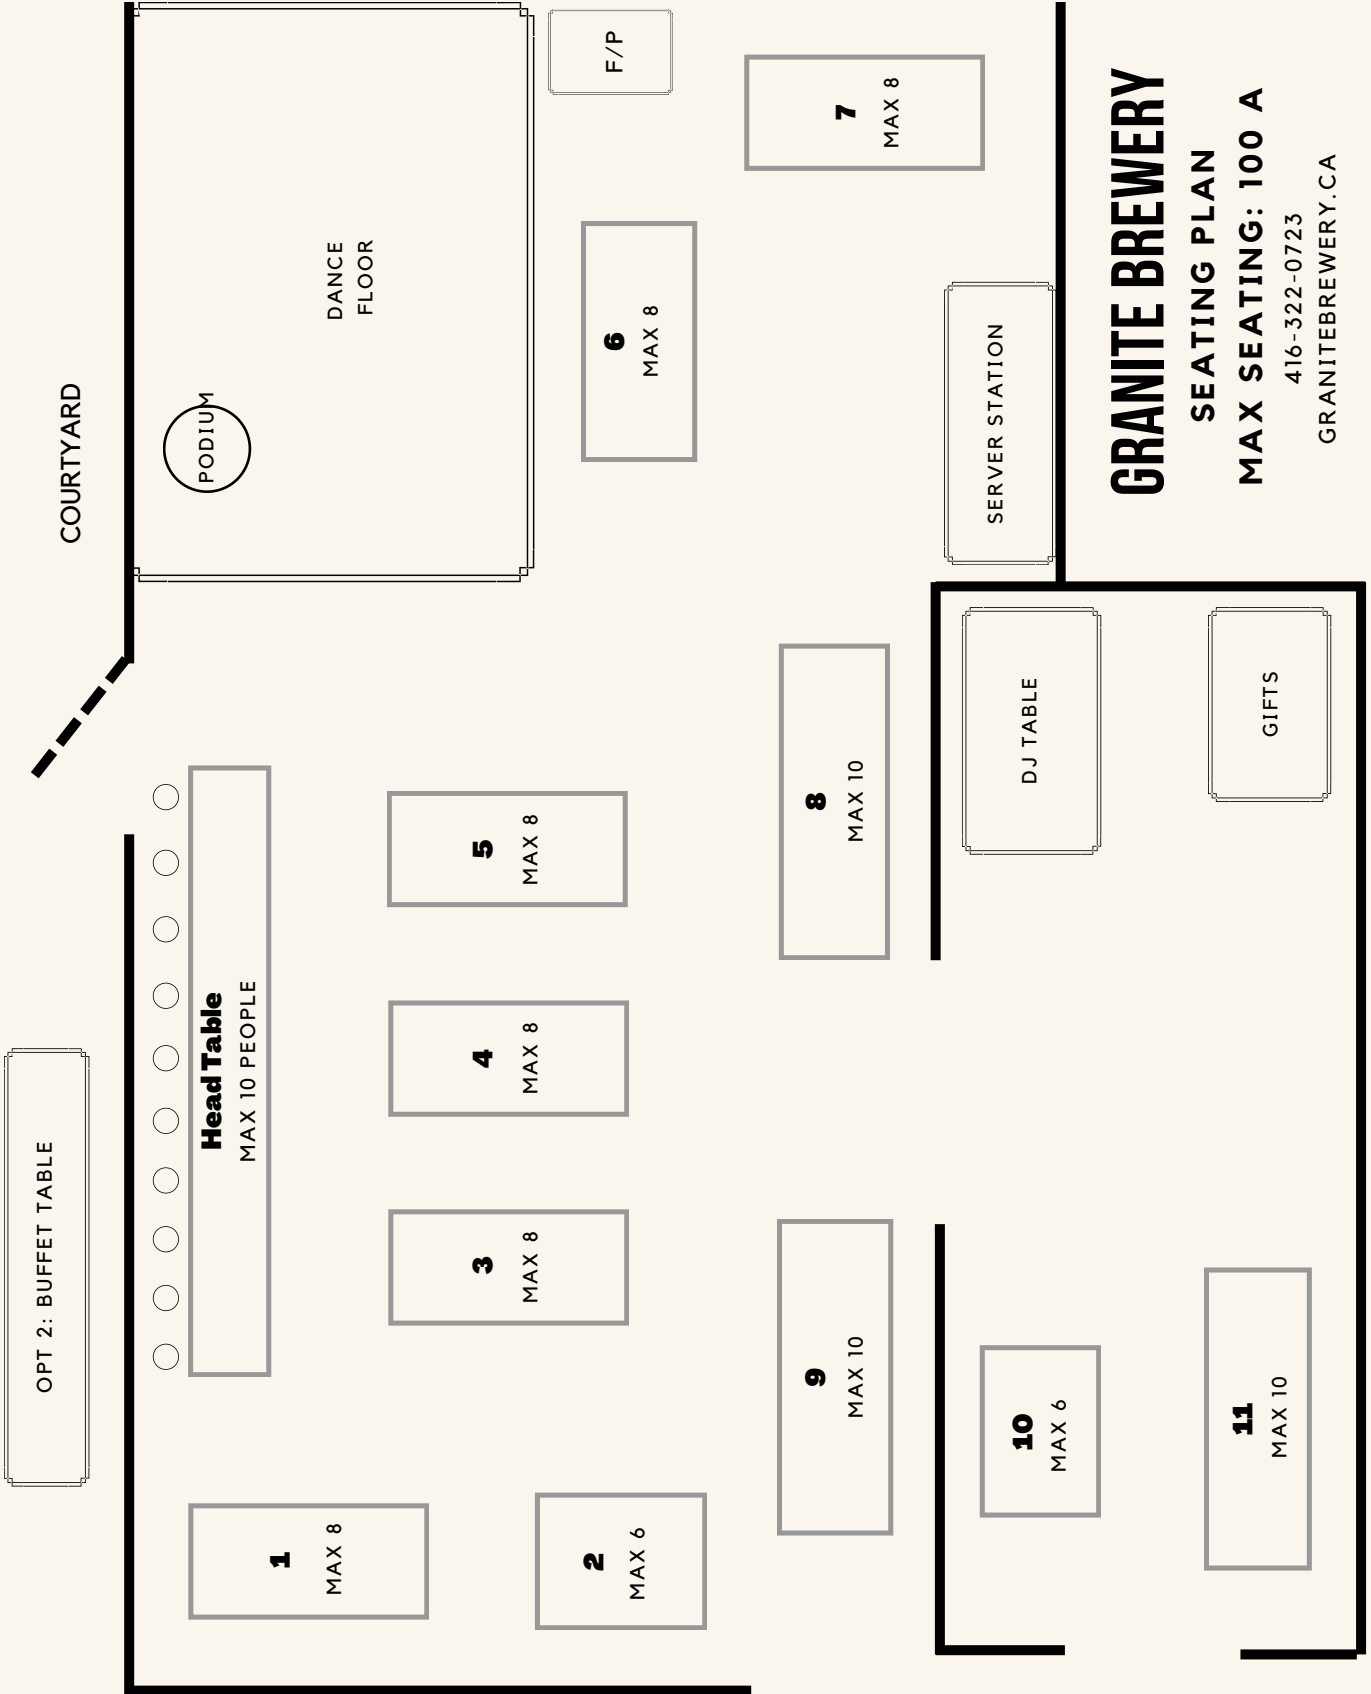 COURTYARD
OPT 2: BUFFET TABLE
PODIUM
DANCE
FLOOR
Head Table
MAX 10 PEOPLE
1
MAX 8
2
MAX 6
3
MAX 8
4
MAX 8
5
MAX 8
6
MAX 8
F/P
7
MAX 8
8
MAX 10
9
MAX 10
SERVER STATION
DJ TABLE
GIFTS
10
MAX 6
11
MAX 10
GRANITE BREWERY
SEATING PLAN
MAX SEATING: 100 A
416-322-0723
GRANITEBREWERY.CA